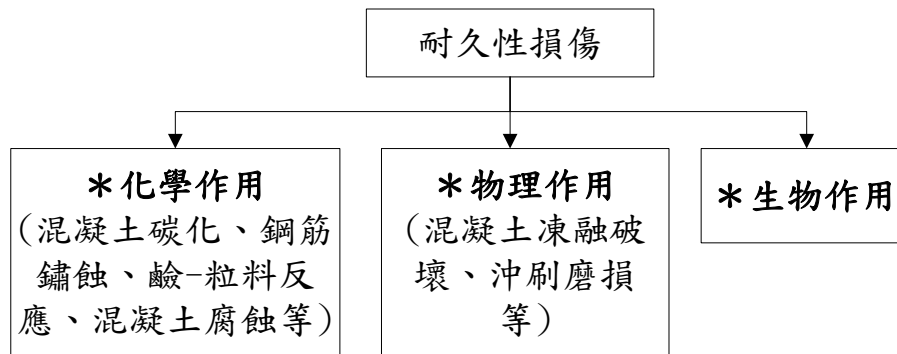 耐久性損傷
＊化學作用
(混凝土碳化、鋼筋
鏽蝕、鹼-粒料反
應、混凝土腐蝕等)
＊物理作用
(混凝土凍融破
壞、沖刷磨損
等)
＊生物作用